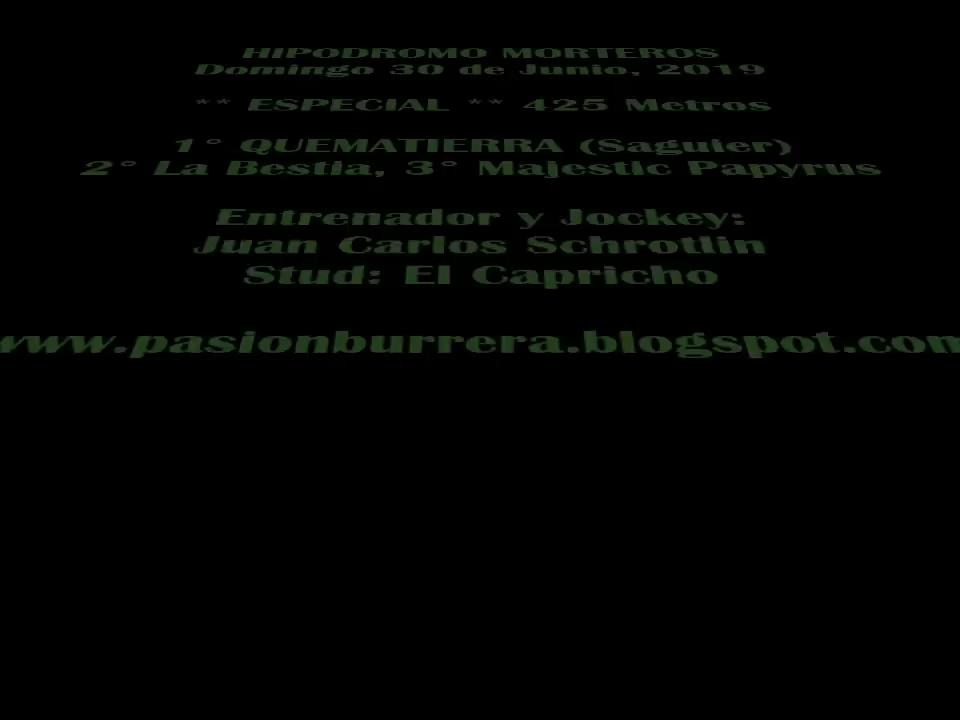 HIPODROMO MORTEROS
Domingo 30 de Junio, 2019
** ESPECIAL ** 425 Metros
1° QUEMATIERRA (Saguier)
2° La Bestia, 3° Majestic Papyrus
Entrenador y Jockey:
Juan Carlos Schrotlin
Stud: El Capricho
www.pasionburrera.blogspot.com